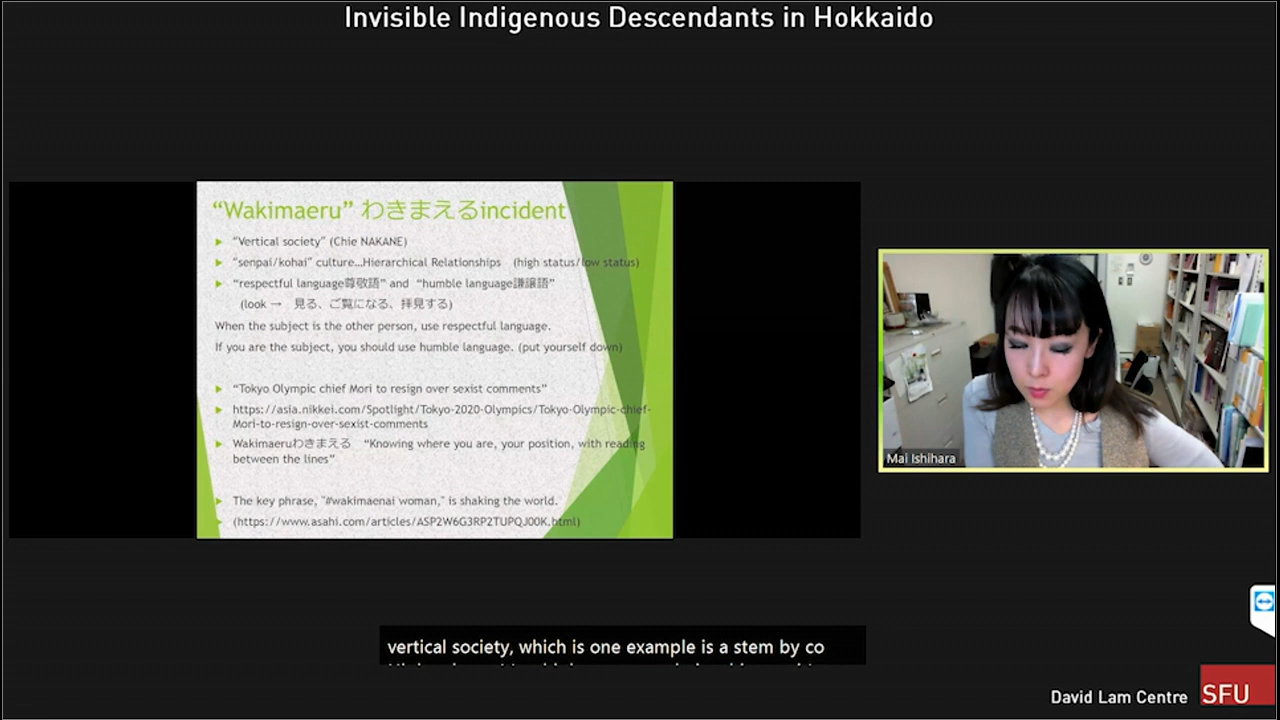 Invisible Indigenous Descendants in Hokkaido
“Wakimaeru” わきまえるincident
“Vertical society” (Chie NAKANE)
“senpai/kohai” culture…Hierarchical Relationships (high status/low status)
“respectful language尊敬語” and “humble language謙譲語”
(look → 見る、ご覧になる、拝見する)
When the subject is the other person, use respectful language.
If you are the subject, you should use humble language. (put yourself down)
“Tokyo Olympic chief Mori to resign over sexist comments”
https://asia.nikkei.com/Spotlight/Tokyo-2020-Olympics/Tokyo-Olympic-chief-
Mori-to-resign-over-sexist-comments
Wakimaeruわきまえる “Knowing where you are, your position, with reading
between the lines”
The key phrase, "#wakimaenai woman," is shaking the world.
(https://www.asahi.com/articles/ASP2W6G3RP2TUPQJ00K.html)
Mai Ishihara
vertical society, which is one example is a stem by co
David Lam Centre
SFU